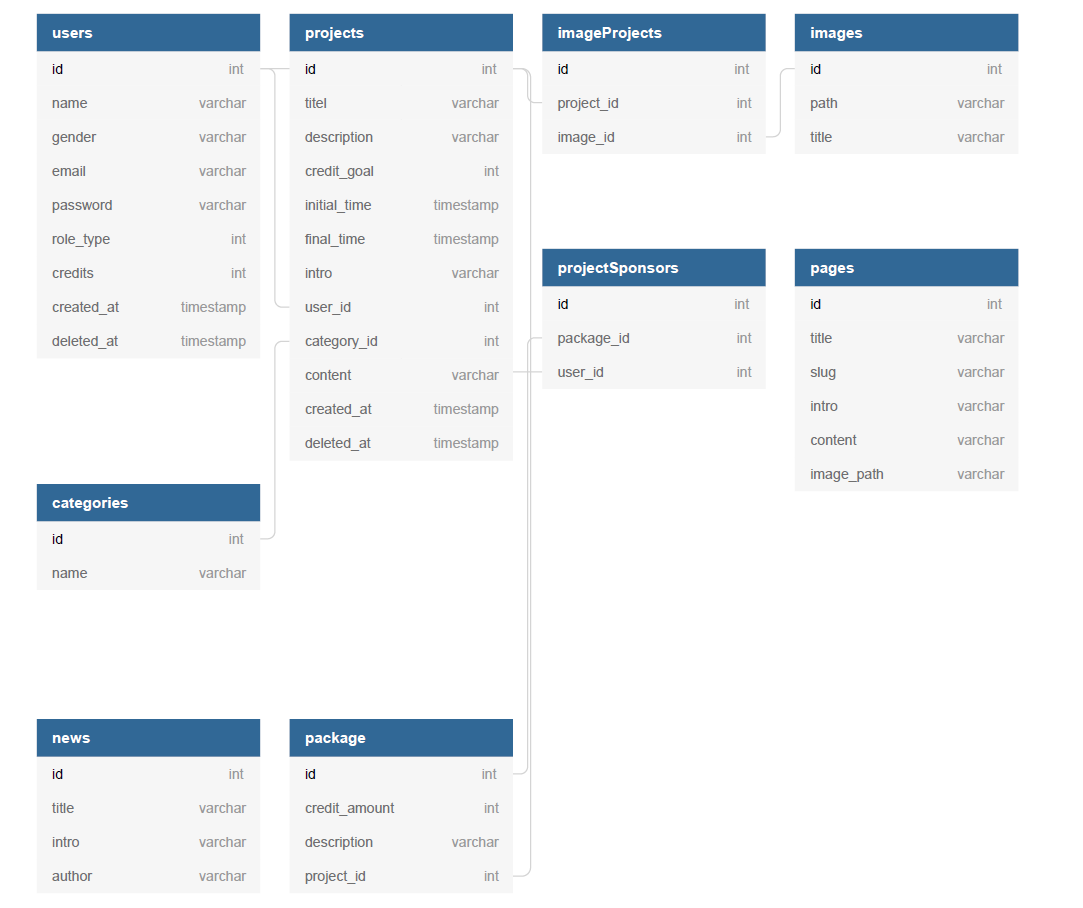 users
id int
name varchar
gender varchar
email varchar
password varchar
role_type int
credits int
created_at timestamp
deleted_at timestamp
projects
id int
titel varchar
description varchar
credit_goal int
initial_time timestamp
final_time timestamp
intro varchar
user_id int
category_id int
content varchar
created_at timestamp
deleted_at timestamp
imageProjects
id int
project_id int
image_id int
images
id int
path varchar
title varchar
projectSponsors
id int
package_id int
user_id int
pages
id int
title varchar
slug varchar
intro varchar
content varchar
image_path varchar
categories
id int
name varchar
news
id int
title varchar
intro varchar
author varchar
package
id int
credit_amount int
description varchar
project_id int